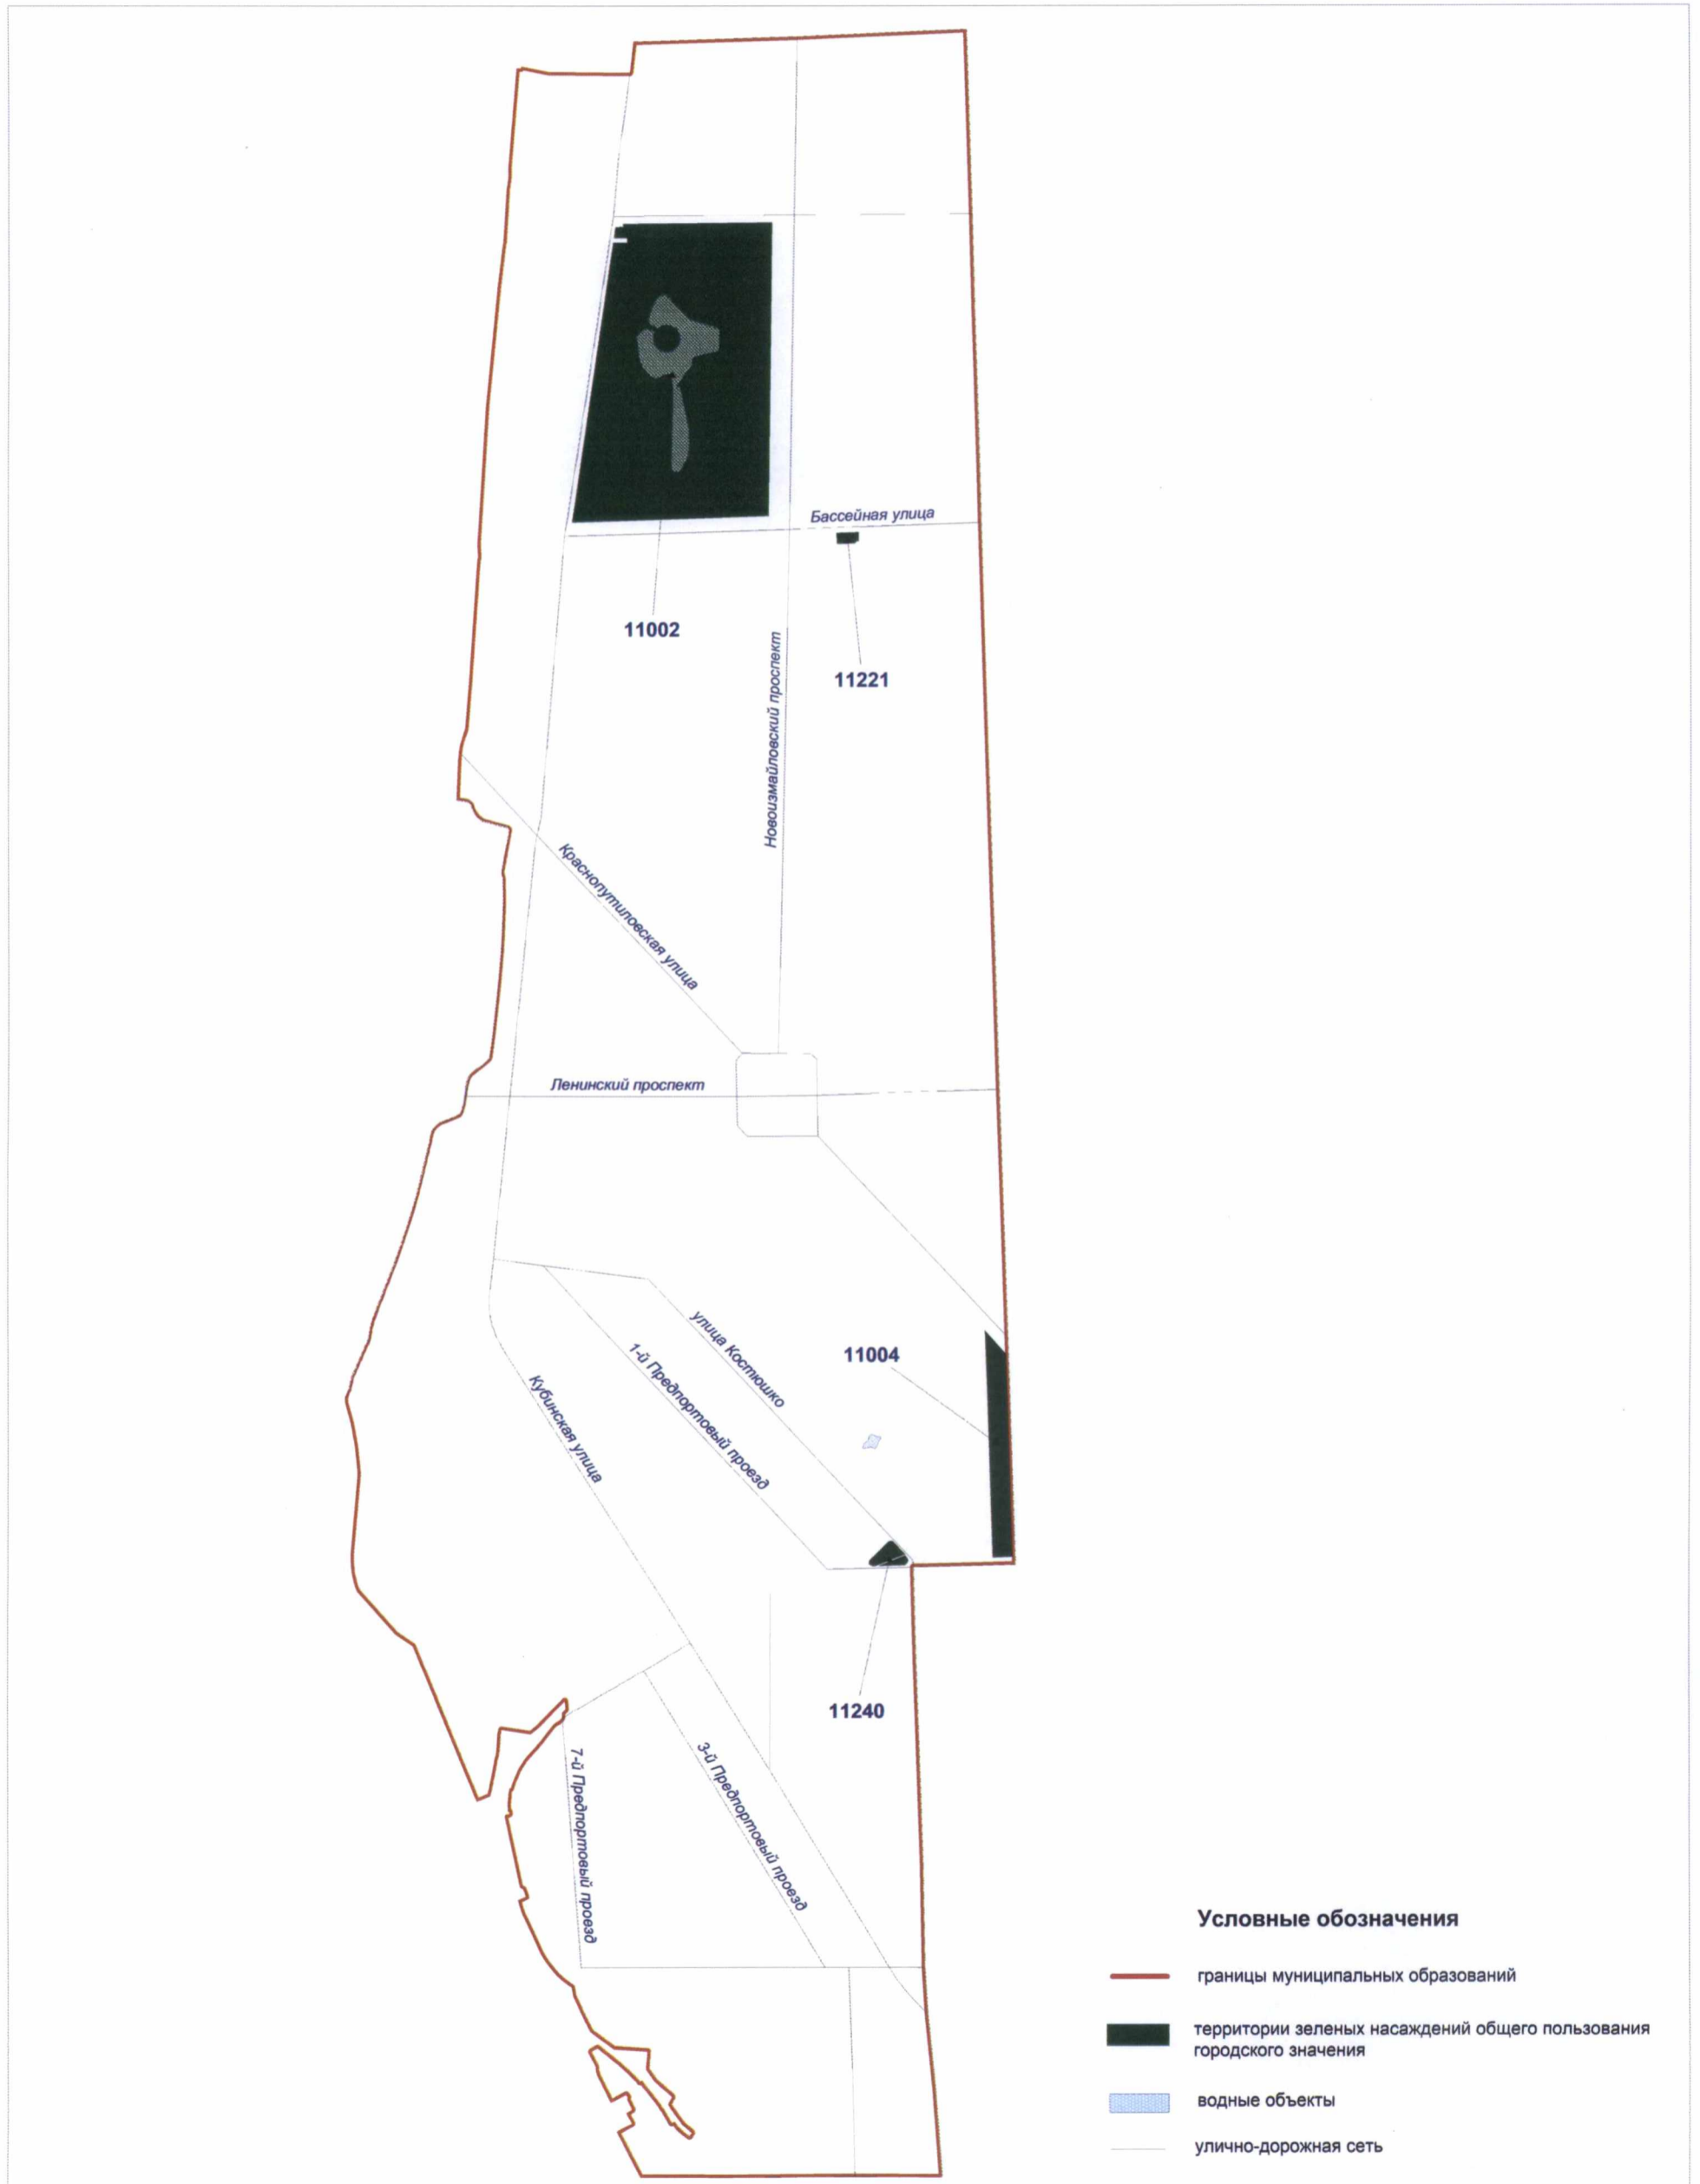 Бассейная улица
11002
Новоизмайловский проспект
11221
Краснопутиловская улица
Ленинский проспект
улица Костюшко
11004
1-й Предпортовый проезд
Кубинская улица
11240
7-й Предпортовый проезд
3-й Предпортовый проезд
Условные обозначения
границы муниципальных образований
территории зеленых насаждений общего пользования
городского значения
водные объекты
улично-дорожная сеть